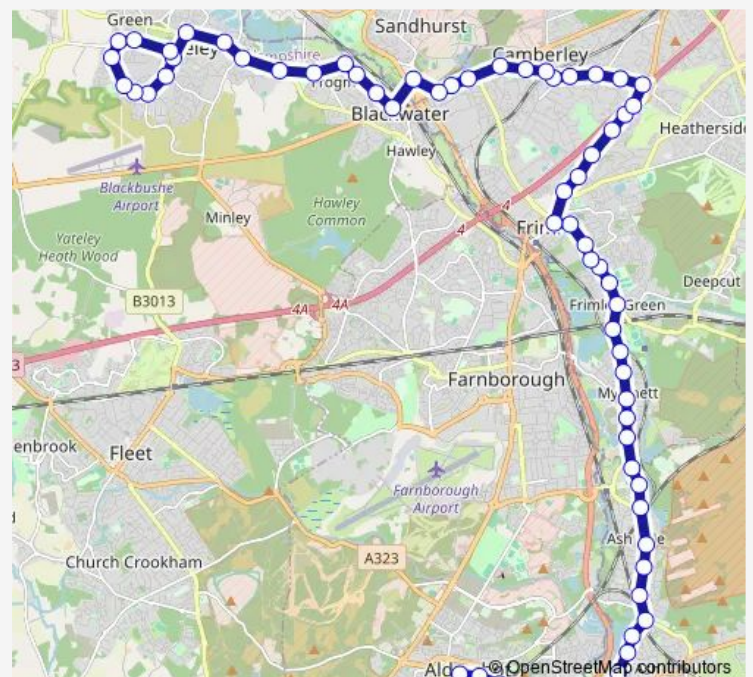 Green
Sandhurst
Camberley
Blackwater
Heatherside
Hawley
Blackbushe
Airport
Minley
Hawley
Common
4
4
Yateley
Heath Wood
Deepcut
B3013
4A
4A
Frimley Green
3
Farnborough
Fleet
Farnborough
Airport
A323
Church Crookham
© OpenStreetMap contributors